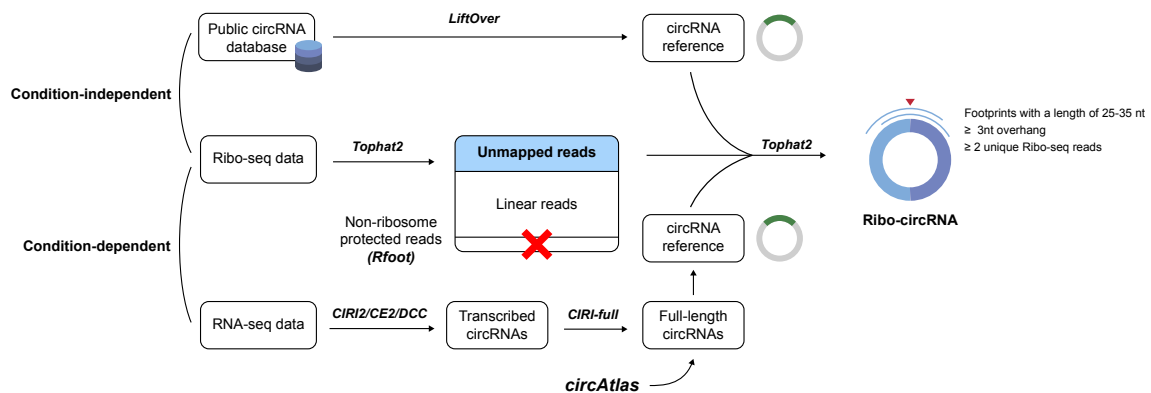 Public circRNA
database
LiftOver
circRNA
reference
Condition-independent
Ribo-seq data
Tophat2
Unmapped reads
Linear reads
Non-ribosome
protected reads
(Rfoot)
Tophat2
Footprints with a length of 25-35 nt
≥ 3nt overhang
≥ 2 unique Ribo-seq reads
Ribo-circRNA
Condition-dependent
circRNA
reference
RNA-seq data
CIRI2/CE2/DCC
Transcribed
circRNAs
CIRI-full
Full-length
circRNAs
circAtlas